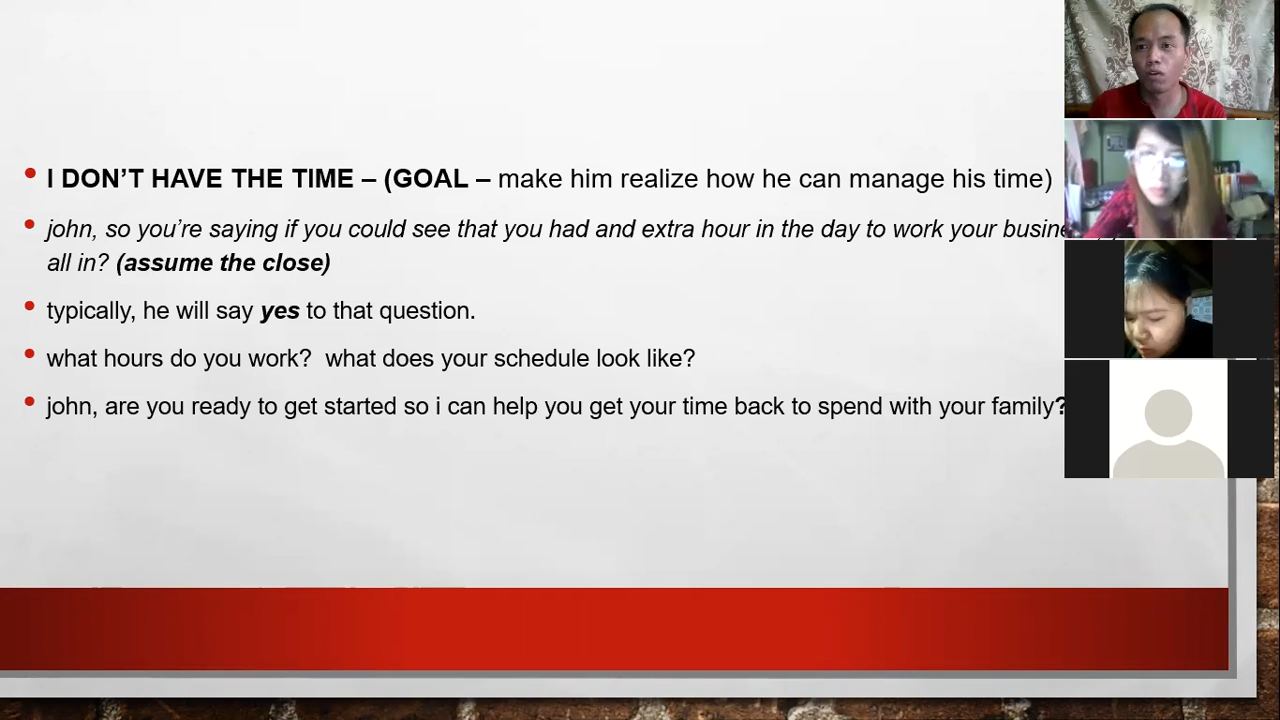 I DON’T HAVE THE TIME – (GOAL – make him realize how he can manage his time)
john, so you’re saying if you could see that you had and extra hour in the day to work your
all in? (assume the close)
typically, he will say yes to that question.
what hours do you work?  what does your schedule look like?
john, are you ready to get started so i can help you get your time back to spend with your family?